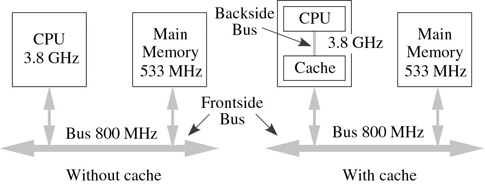 CPU
3.8 GHz
Main
Memory
533 MHz
Bus 800 MHz
Without cache
Frontside
Bus
Backside
Bus
CPU
3.8 GHz
Cache
Main
Memory
533 MHz
Bus 800 MHz
With cache